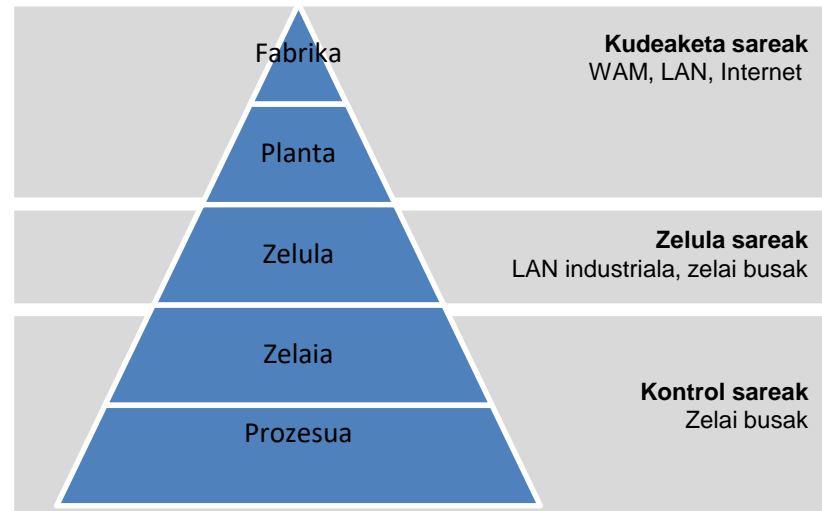 Fabrika
Kudeaketa sareak
WAM, LAN, Internet
Planta
Zelula
Zelula sareak
LAN industriala, zelai busak
Zelaia
Kontrol sareak
Zelai busak
Prozesua